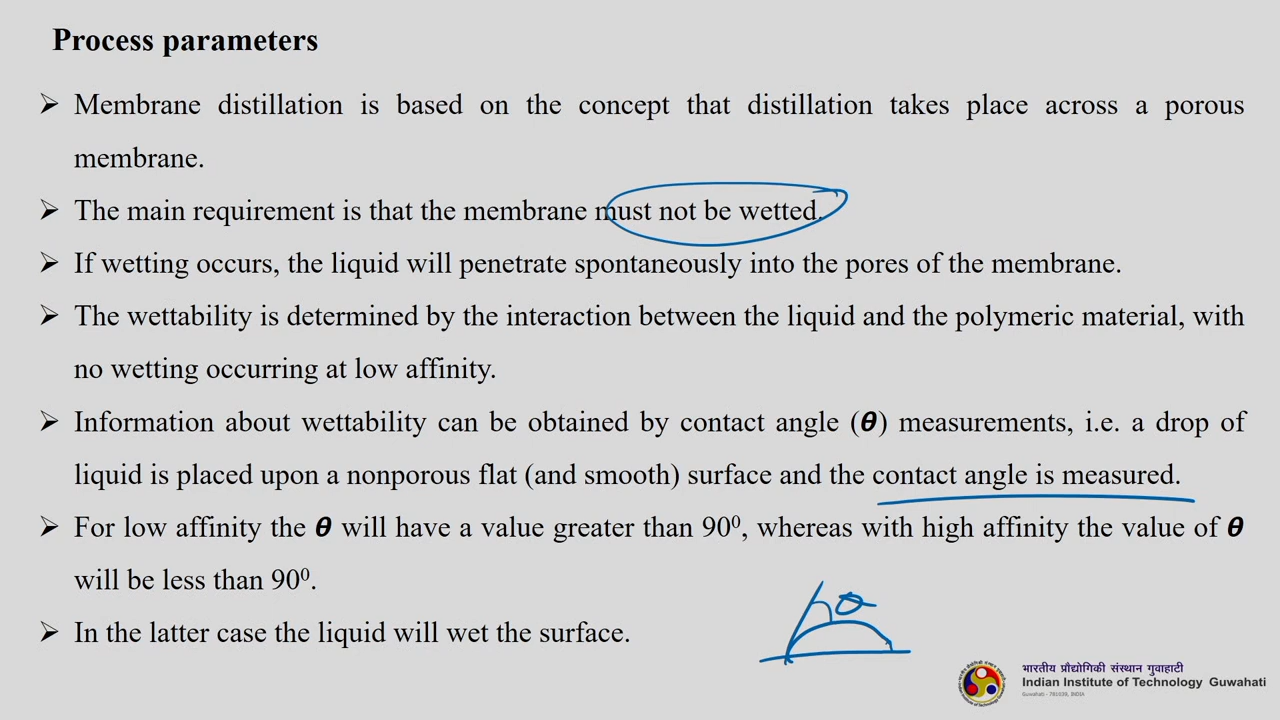 Process parameters
➢ Membrane distillation is based on the concept that distillation takes place across a porous
membrane.
➢ The main requirement is that the membrane must not be wetted.
➢ If wetting occurs, the liquid will penetrate spontaneously into the pores of the membrane.
➢ The wettability is determined by the interaction between the liquid and the polymeric material, with
no wetting occurring at low affinity.
➢ Information about wettability can be obtained by contact angle (θ) measurements, i.e. a drop of
liquid is placed upon a nonporous flat (and smooth) surface and the contact angle is measured.
➢ For low affinity the θ will have a value greater than 90⁰, whereas with high affinity the value of θ
will be less than 90⁰.
➢ In the latter case the liquid will wet the surface.
θ
भारतीय प्रौद्योगिकी संस्थान गुवाहाटी
Indian Institute of Technology Guwahati
Guwahati - 781039, INDIA